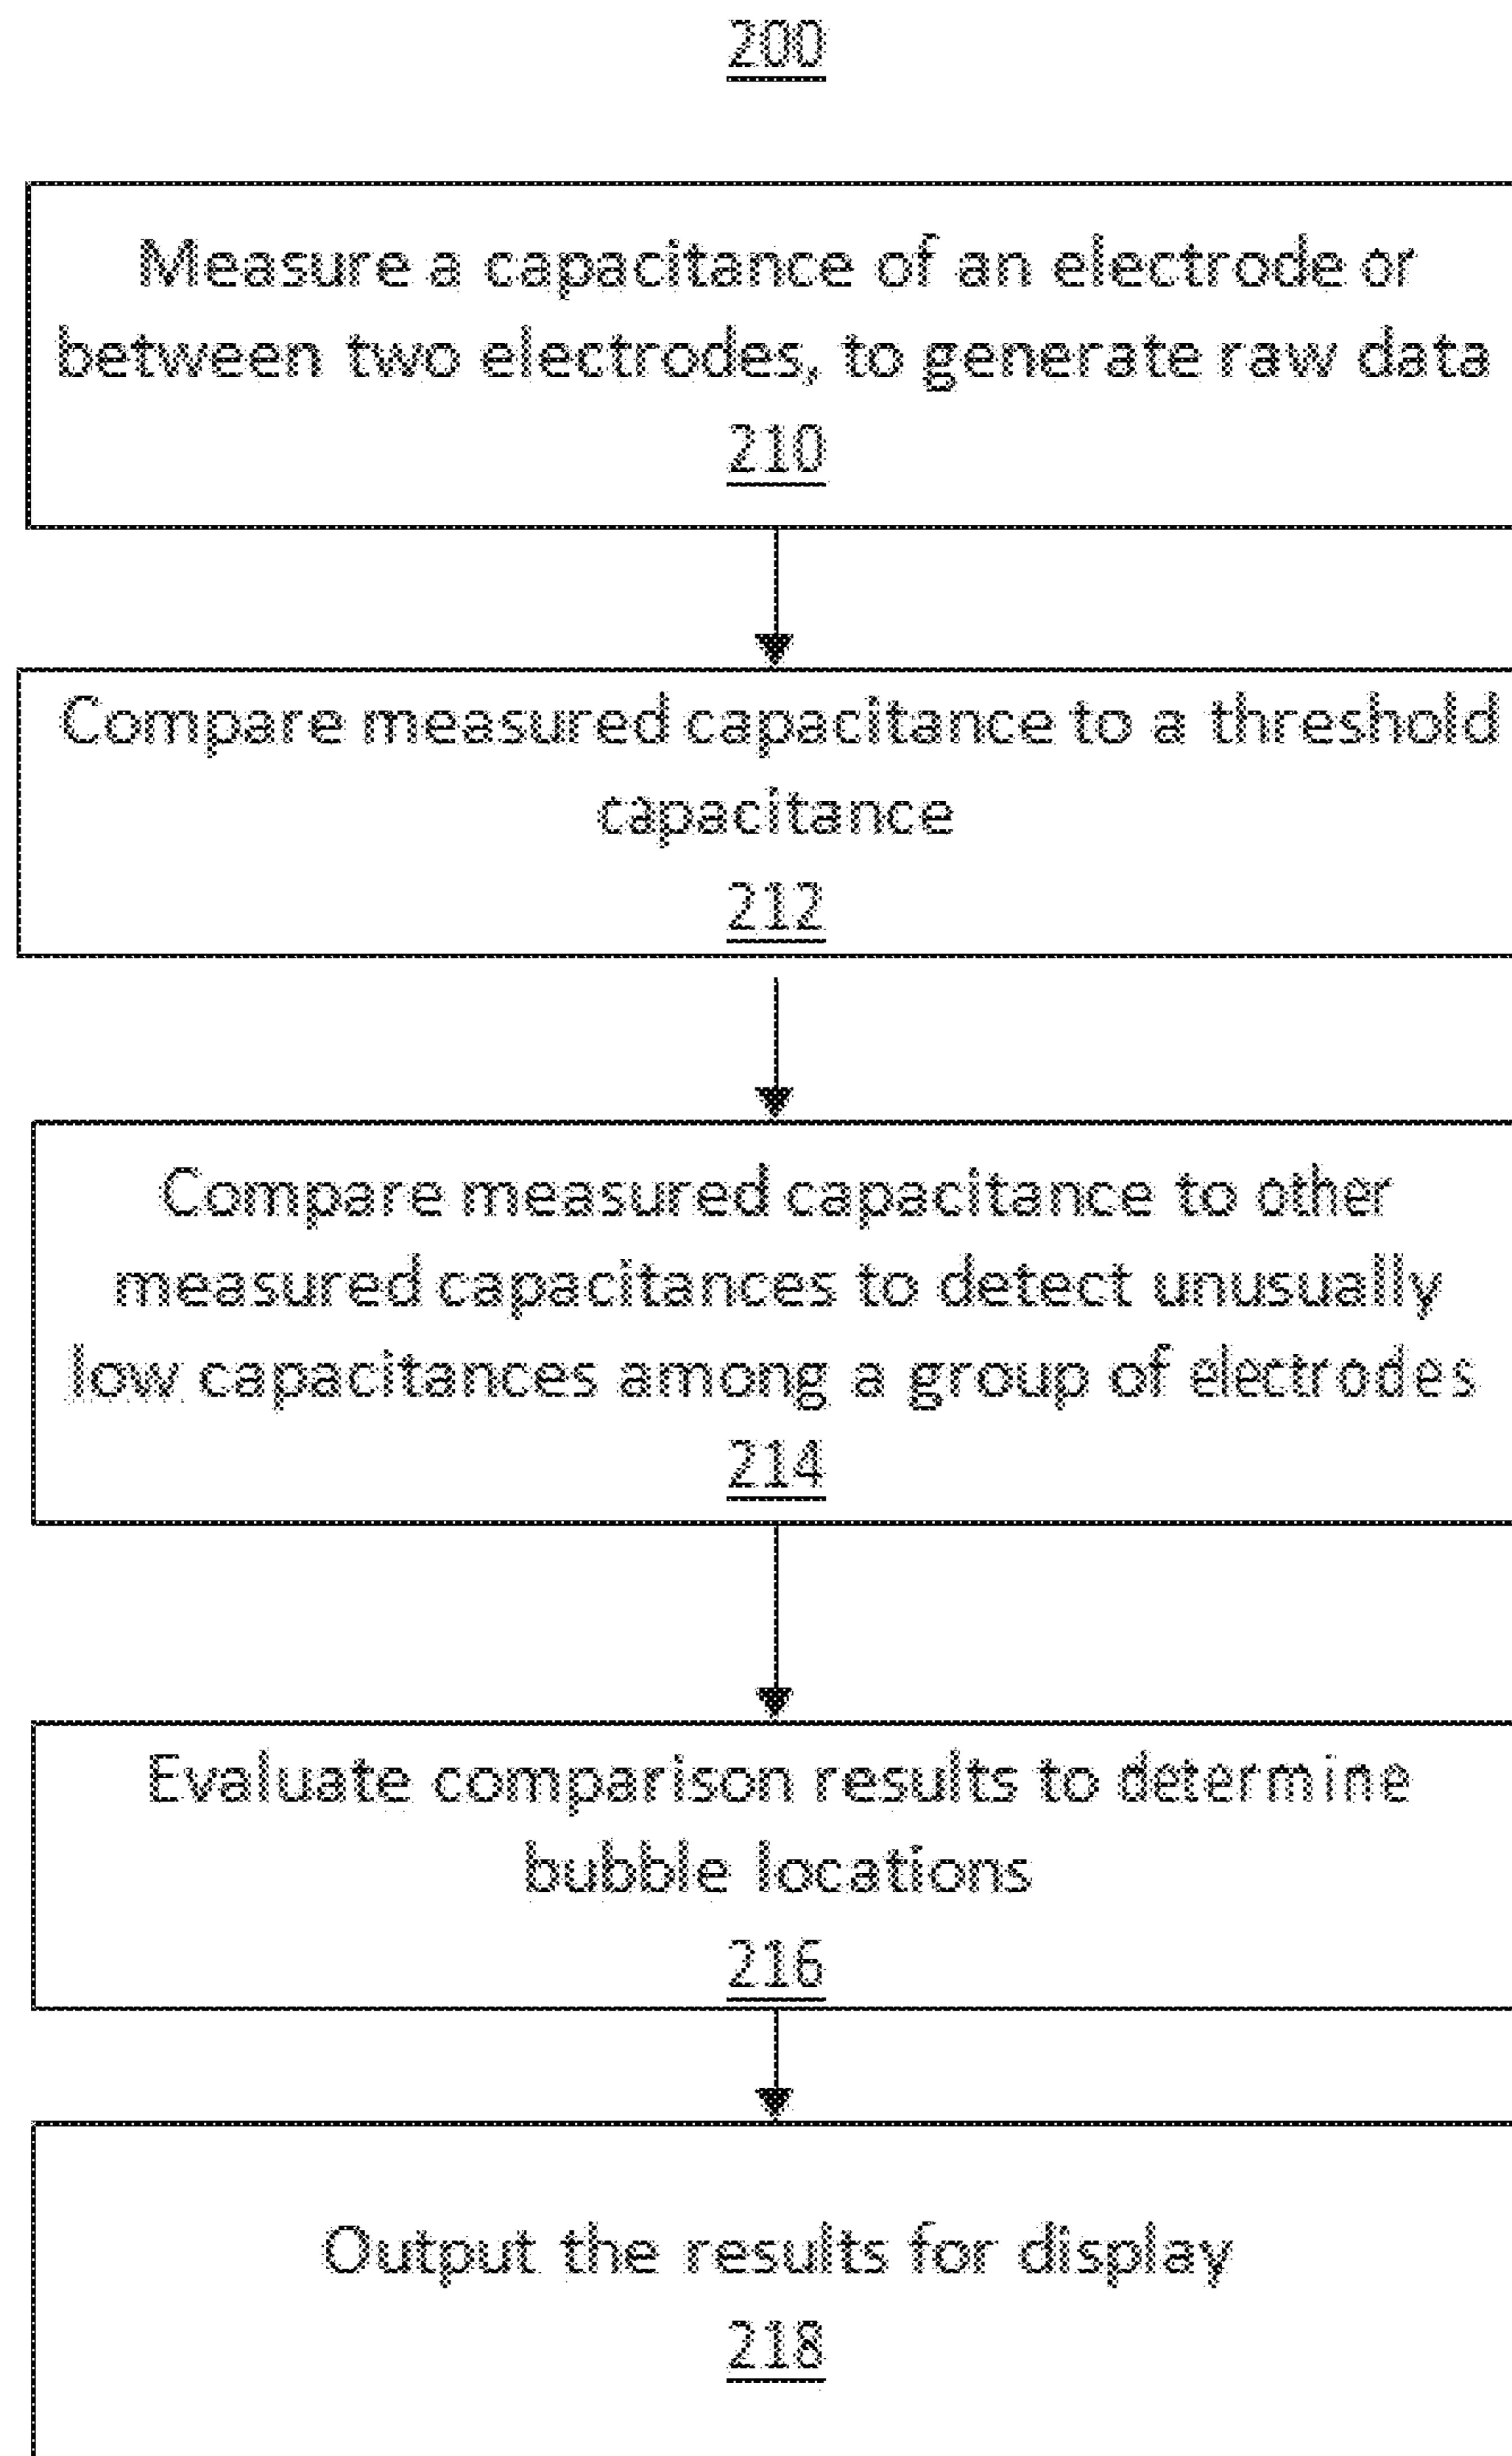 200
Measure a capacitance of an electrode or
between two electrodes, to generate raw data
210
Compare measured capacitance to a threshold
capacitance
212
Compare measured capacitance to other
measured capacitances to detect unusually
low capacitances among a group of electrodes
214
Evaluate comparison results to determine
bubble locations
216
Output the results for display
218